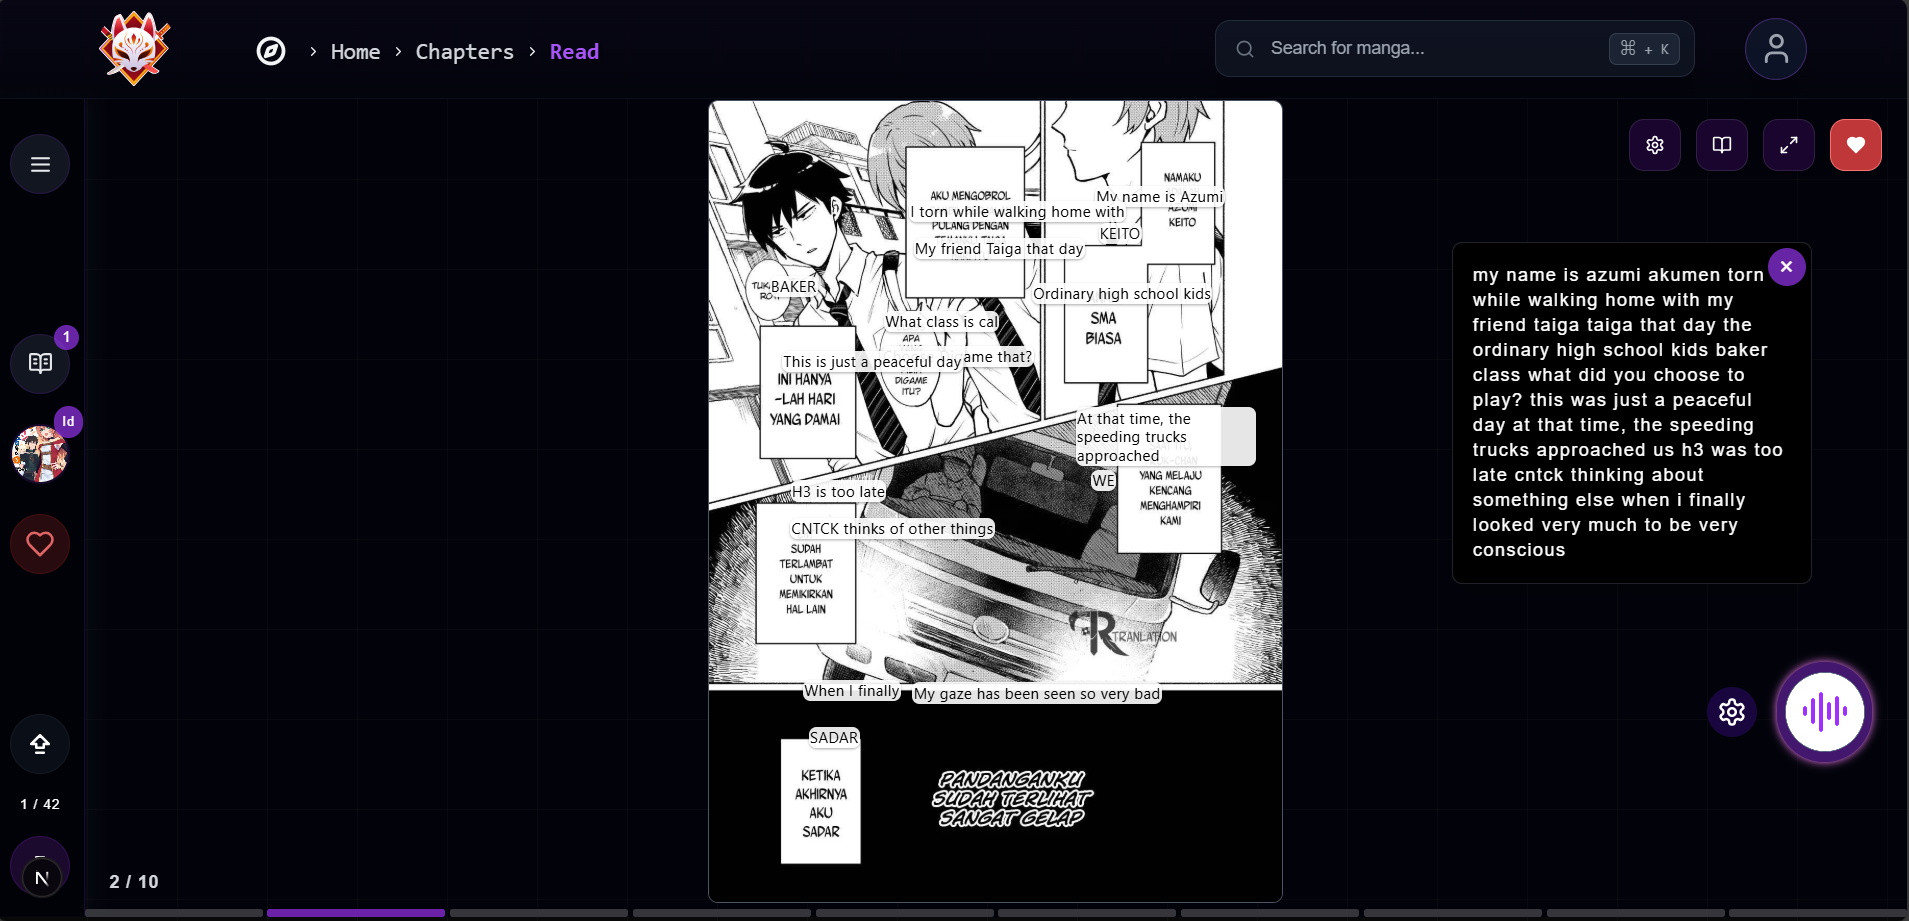 Home
Chapters
Read
Search for manga...
⌘ + K
1
Id
1 / 42
N
2 / 10
NAMAKU
My name is Azumi
AZUMI
KEITO
KEITO
AKU MENGOBROL
I torn while walking home with
PULANG DENGAN
My friend Taiga that day
Ordinary high school kids
SMA
BIASA
BAKER
What class is cal
APA
ame that?
DIGAME
ITU?
This is just a peaceful day
INI HANYA
-LAH HARI
YANG DAMAI
At that time, the
speeding trucks
approached
WE
YANG MELAJU
KENCANG
MENGHAMPIRI
KAMI
H3 is too late
CNTCK thinks of other things
SUDAH
TERLAMBAT
UNTUK
MEMIKIRKAN
HAL LAIN
TRANLATION
When I finally
My gaze has been seen so very bad
SADAR
KETIKA
AKHIRNYA
AKU
SADAR
PANDANGANKU
SUDAH TERLIHAT
SANGAT GELAP
my name is azumi akumen torn
while walking home with my
friend taiga taiga that day the
ordinary high school kids baker
class what did you choose to
play? this was just a peaceful
day at that time, the speeding
trucks approached us h3 was too
late cntck thinking about
something else when i finally
looked very much to be very
conscious